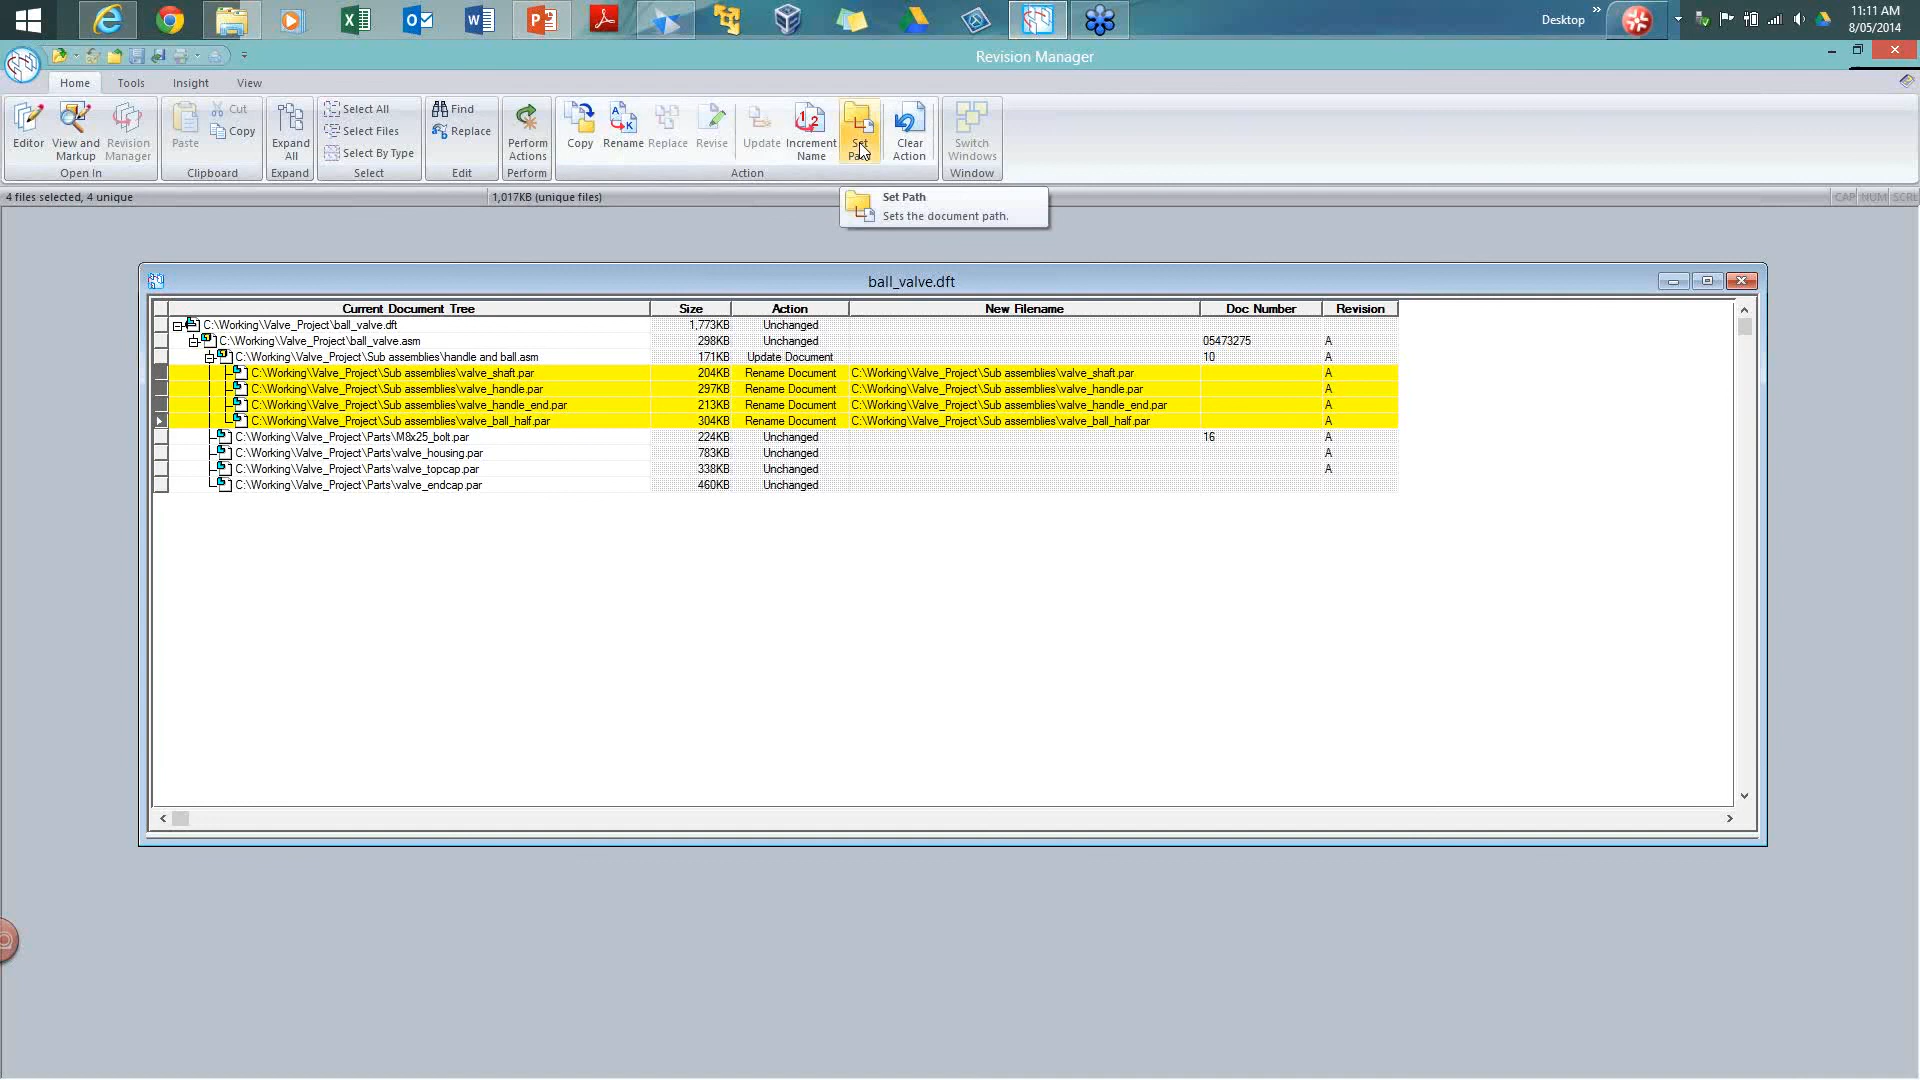 Desktop
11:11 AM
8/05/2014
Revision Manager
Home Tools Insight View
Editor
View and Markup
Revision Manager
Open In
Paste
Cut
Copy
Clipboard
Expand All
Expand
Select All
Select Files
Select By Type
Select
Find
Replace
Edit
Perform Actions
Perform
Copy Rename Replace Revise Update
Increment Name
Set
Clear Action
Action
Switch Windows
Window
4 files selected, 4 unique 1,017KB (unique files) CAP NUM SCRL
Set Path
Sets the document path.
ball_valve.dft
Current Document Tree Size Action New Filename Doc Number Revision
C:\Working\Valve_Project\ball_valve.dft 1,773KB Unchanged
C:\Working\Valve_Project\ball_valve.asm 298KB Unchanged 05473275 A
C:\Working\Valve_Project\Sub assemblies\handle and ball.asm 171KB Update Document 10 A
C:\Working\Valve_Project\Sub assemblies\valve_shaft.par 204KB Rename Document C:\Working\Valve_Project\Sub assemblies\valve_shaft.par A
C:\Working\Valve_Project\Sub assemblies\valve_handle.par 297KB Rename Document C:\Working\Valve_Project\Sub assemblies\valve_handle.par A
C:\Working\Valve_Project\Sub assemblies\valve_handle_end.par 213KB Rename Document C:\Working\Valve_Project\Sub assemblies\valve_handle_end.par A
C:\Working\Valve_Project\Sub assemblies\valve_ball_half.par 304KB Rename Document C:\Working\Valve_Project\Sub assemblies\valve_ball_half.par A
C:\Working\Valve_Project\Parts\M8x25_bolt.par 224KB Unchanged 16 A
C:\Working\Valve_Project\Parts\valve_housing.par 783KB Unchanged A
C:\Working\Valve_Project\Parts\valve_topcap.par 338KB Unchanged A
C:\Working\Valve_Project\Parts\valve_endcap.par 460KB Unchanged